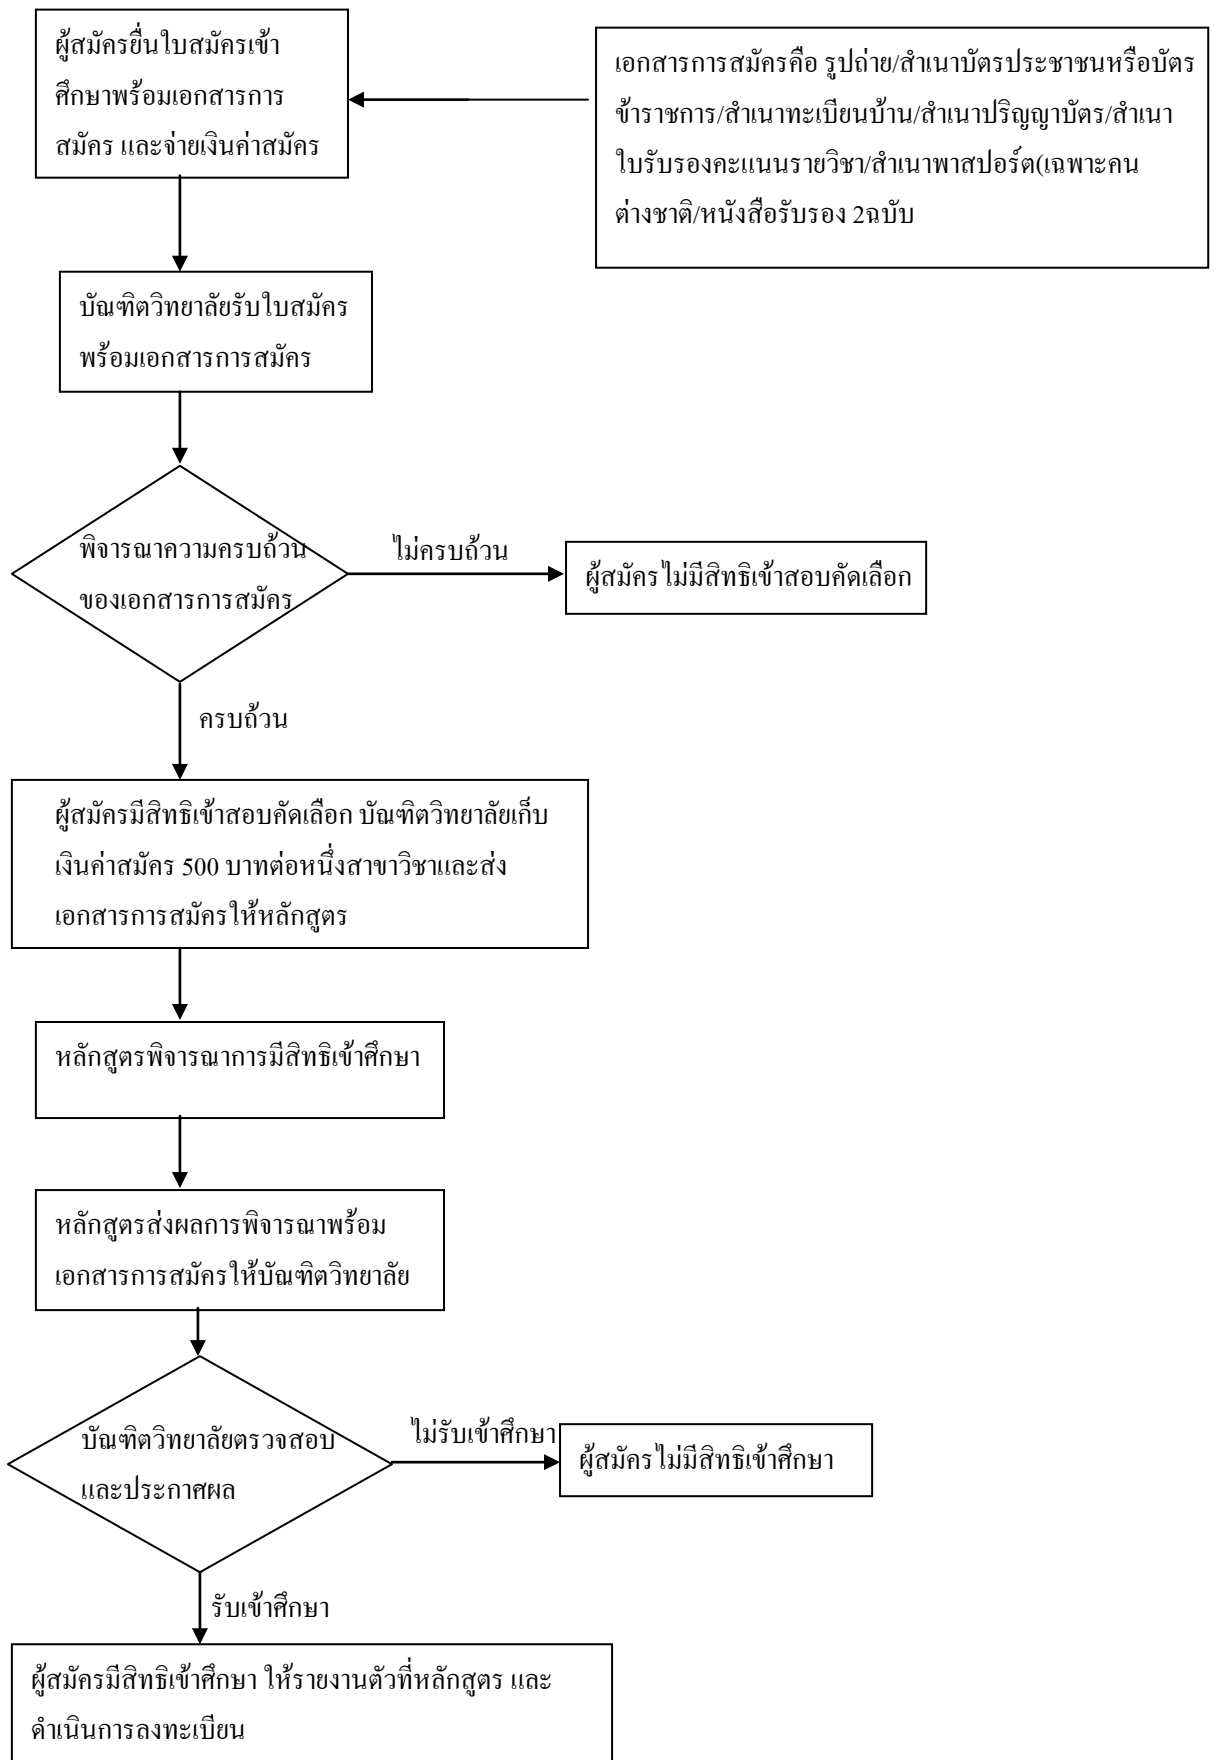 ผู้สมัครยื่นใบสมัครเข้า
ศึกษาพร้อมเอกสารการ
สมัคร และจ่ายเงินค่าสมัคร
เอกสารการสมัครคือ รูปถ่าย/สำเนาบัตรประชาชนหรือบัตร
ข้าราชการ/สำเนาทะเบียนบ้าน/สำเนาปริญญาบัตร/สำเนา
ใบรับรองคะแนนรายวิชา/สำเนาพาสปอร์ต(เฉพาะคน
ต่างชาติ/หนังสือรับรอง 2ฉบับ
บัณฑิตวิทยาลัยรับใบสมัคร
พร้อมเอกสารการสมัคร
พิจารณาความครบถ้วน
ของเอกสารการสมัคร
ไม่ครบถ้วน
ผู้สมัครไม่มีสิทธิเข้าสอบคัดเลือก
ครบถ้วน
ผู้สมัครมีสิทธิเข้าสอบคัดเลือก บัณฑิตวิทยาลัยเก็บ
เงินค่าสมัคร 500 บาทต่อหนึ่งสาขาวิชาและส่ง
เอกสารการสมัครให้หลักสูตร
หลักสูตรพิจารณาการมีสิทธิเข้าศึกษา
หลักสูตรส่งผลการพิจารณาพร้อม
เอกสารการสมัครให้บัณฑิตวิทยาลัย
บัณฑิตวิทยาลัยตรวจสอบ
และประกาศผล
ไม่รับเข้าศึกษา
ผู้สมัครไม่มีสิทธิเข้าศึกษา
รับเข้าศึกษา
ผู้สมัครมีสิทธิเข้าศึกษา ให้รายงานตัวที่หลักสูตร และ
ดำเนินการลงทะเบียน